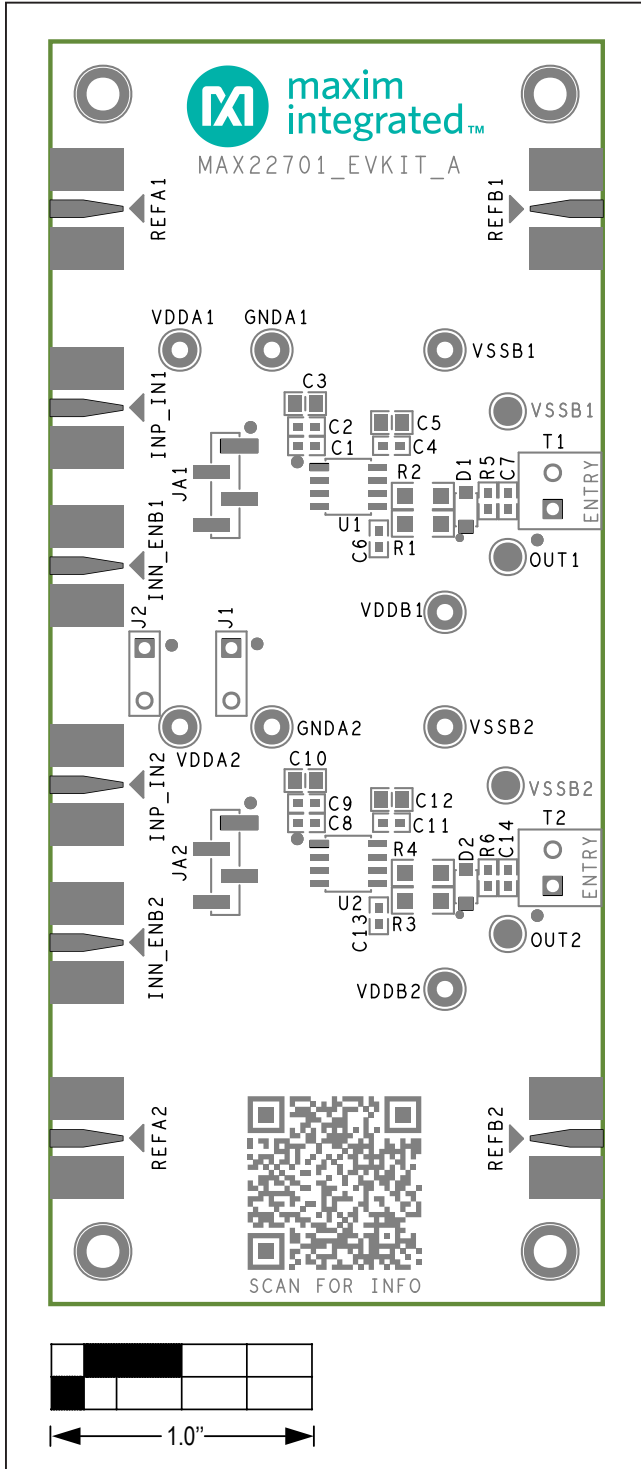 maxim
integrated™
MAX22701_EVKIT_A
REFA1
REFB1
VDDA1
GNDA1
VSSB1
INP_IN1
C3
C2
C1
C5
C4
VSSB1
T1
ENTRY
JA1
R2
D1
R5
C7
U1
C6
R1
OUT1
INN_ENB1
VDDB1
J2
J1
VDDA2
GNDA2
VSSB2
INP_IN2
C10
C9
C8
C12
C11
VSSB2
T2
ENTRY
JA2
R4
D2
R6
C14
U2
C13
R3
OUT2
INN_ENB2
VDDB2
REFA2
REFB2
SCAN FOR INFO
1.0”